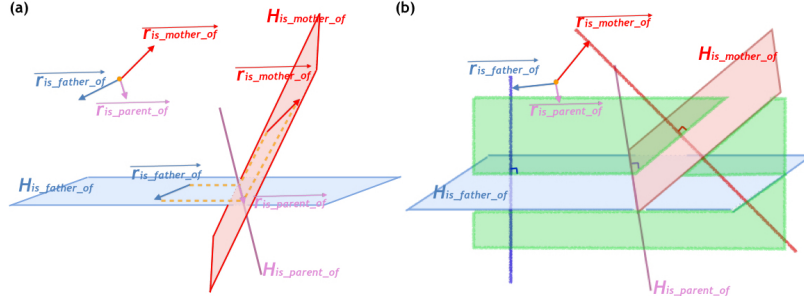 (a)
H is_mother_of
r is_mother_of
r is_father_of
r is_parent_of
r is_mother_of
H is_father_of
r is_father_of
r is_parent_of
H is_parent_of
(b)
r is_mother_of
r is_father_of
r is_parent_of
H is_mother_of
H is_father_of
H is_parent_of